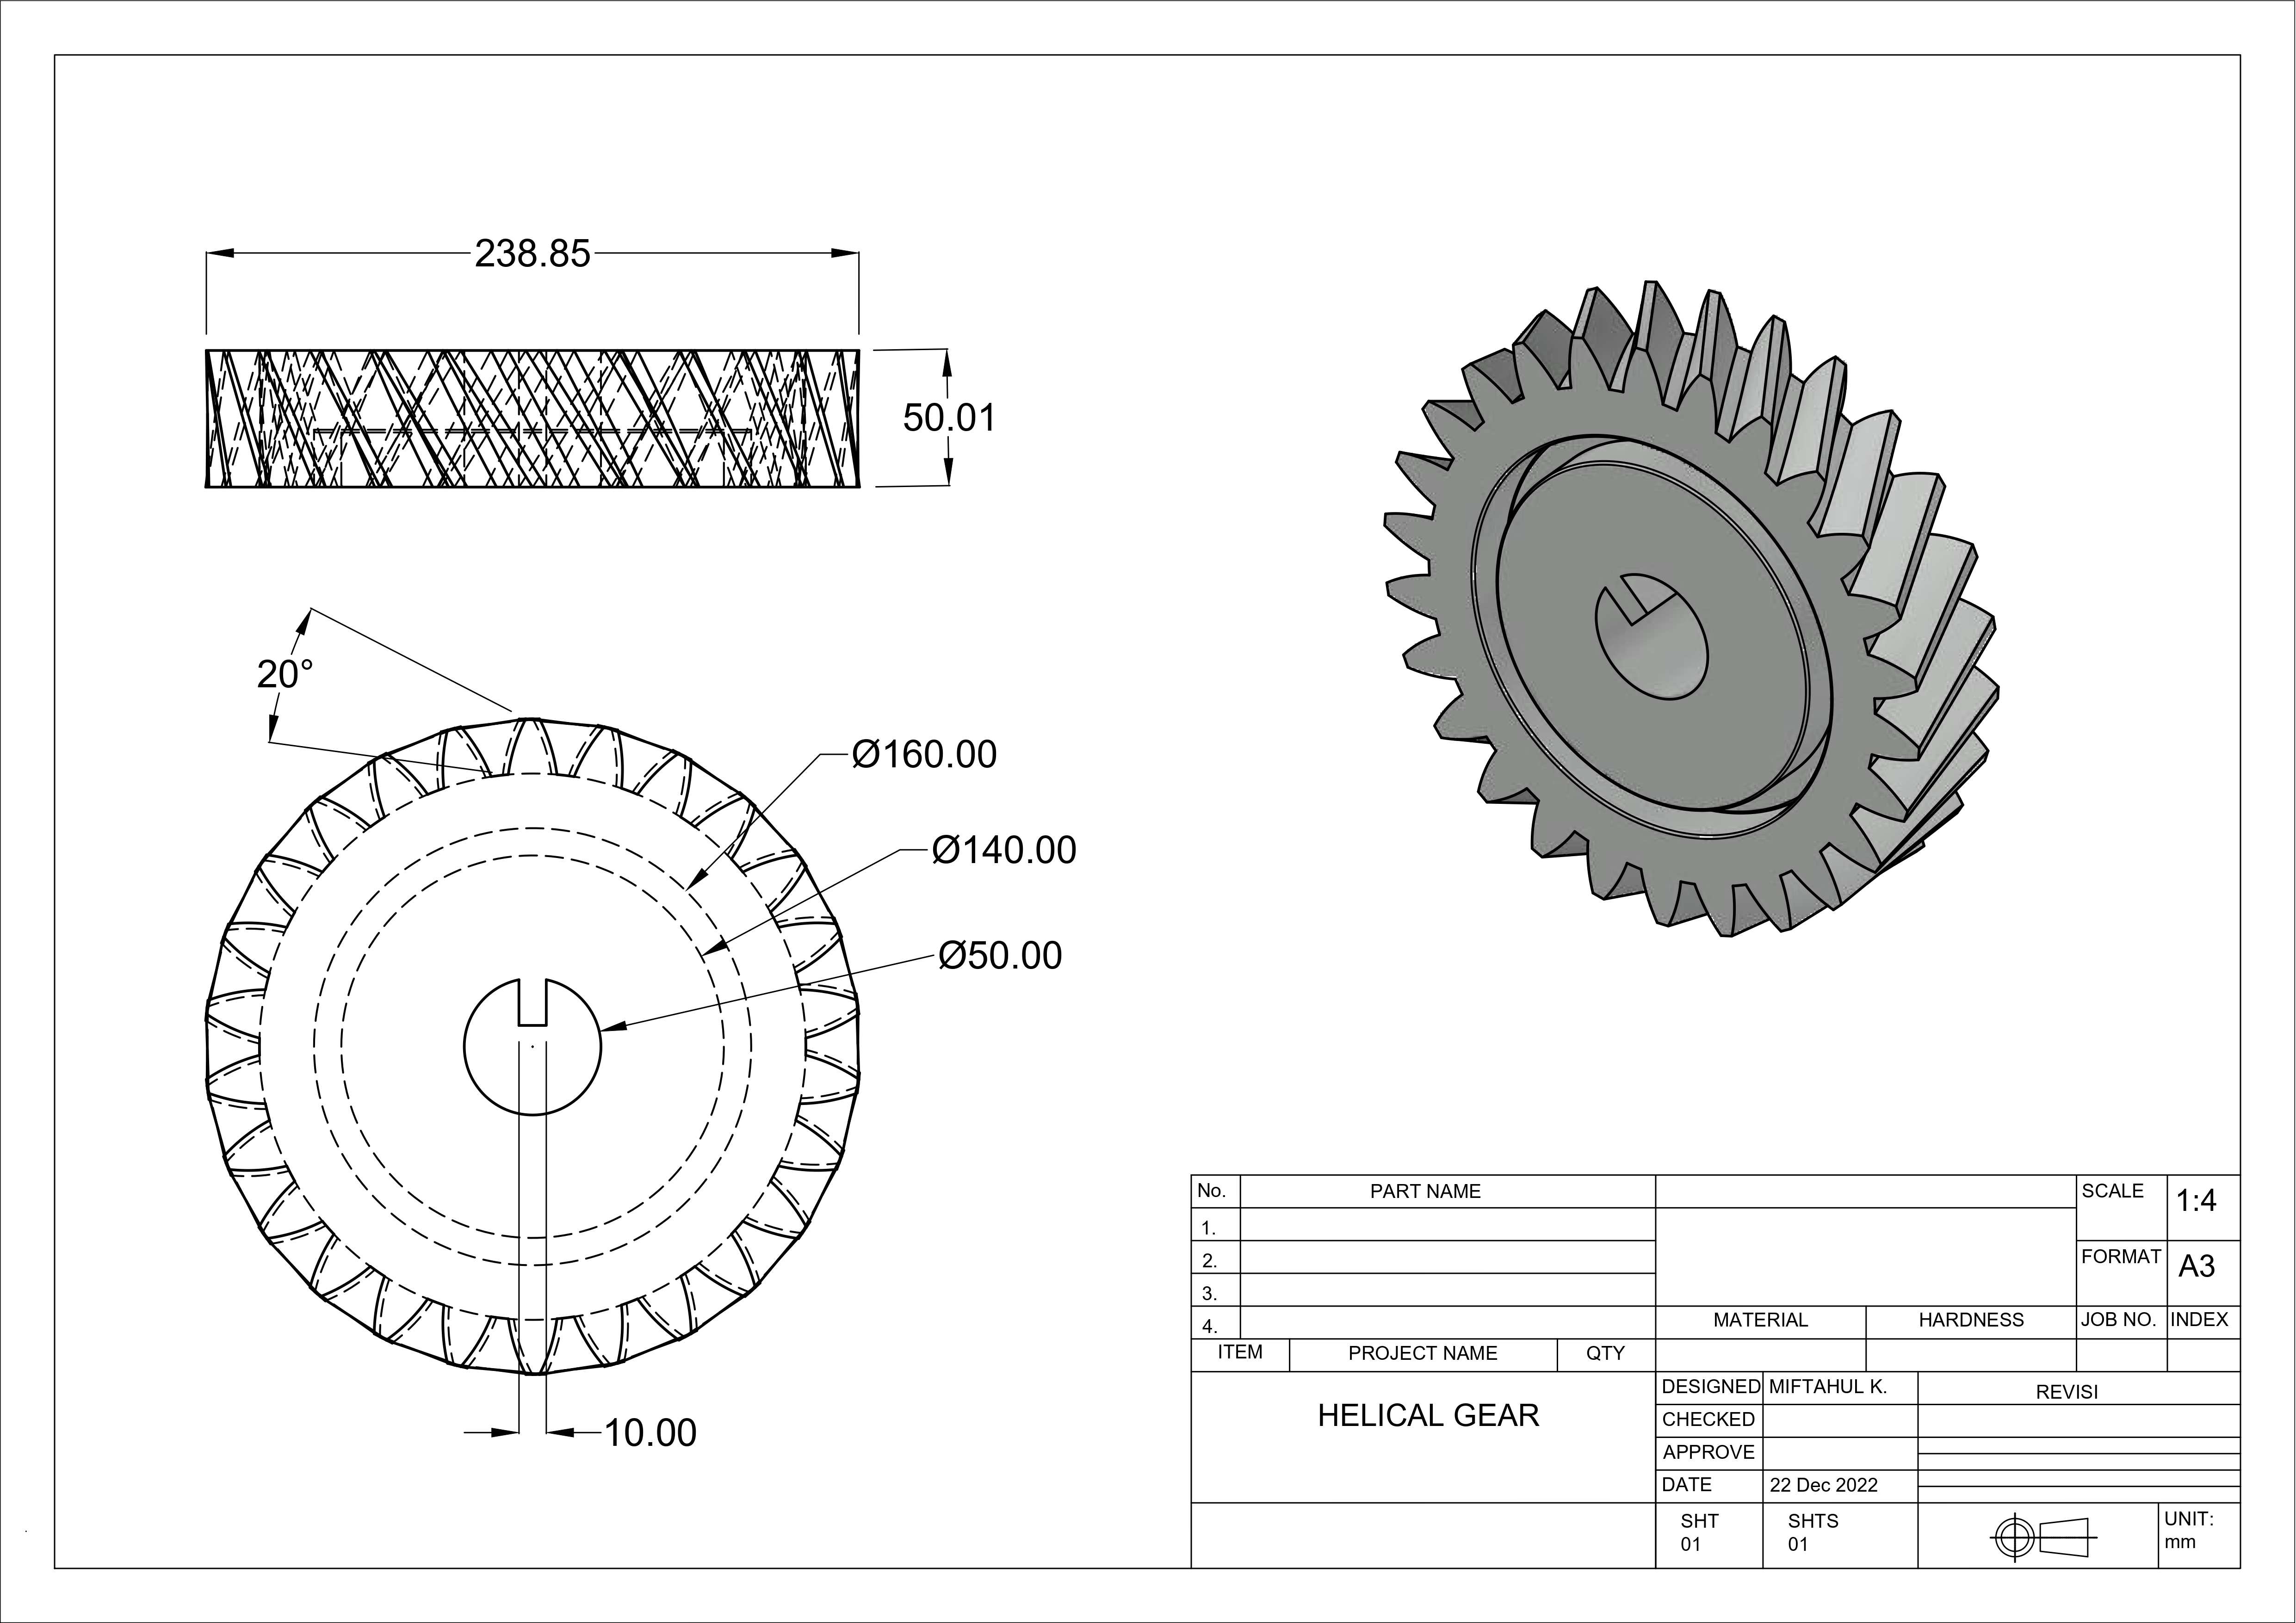 238.85
50.01
20°
Ø160.00
Ø140.00
Ø50.00
10.00
No. PART NAME SCALE 1:4
1.
2. FORMAT A3
3.
4. MATERIAL HARDNESS JOB NO. INDEX
ITEM PROJECT NAME QTY
HELICAL GEAR
DESIGNED MIFTAHUL K. REVISI
CHECKED
APPROVE
DATE 22 Dec 2022
SHT SHTS UNIT:
01 01 mm